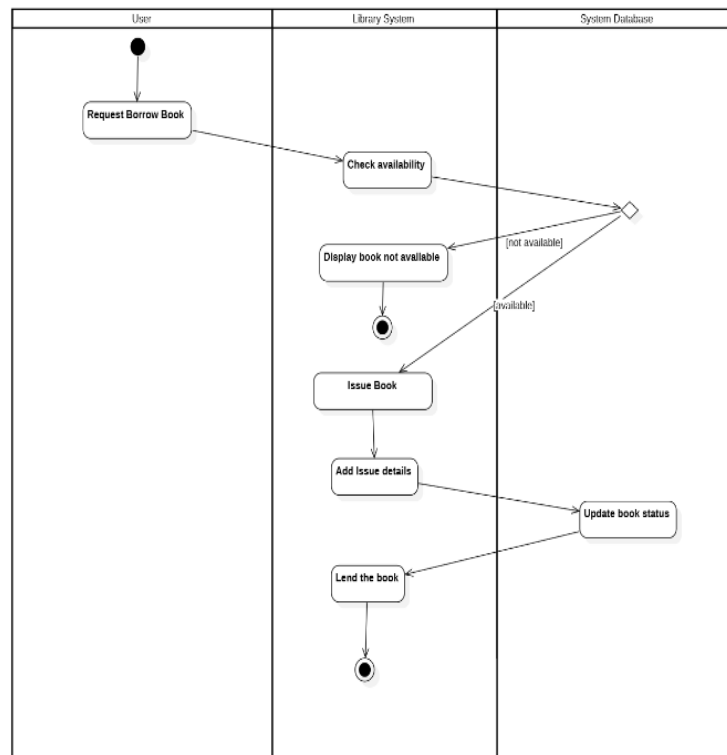 User
Library System
System Database
Request Borrow Book
Check availability
[not available]
Display book not available
[available]
Issue Book
Add Issue details
Update book status
Lend the book